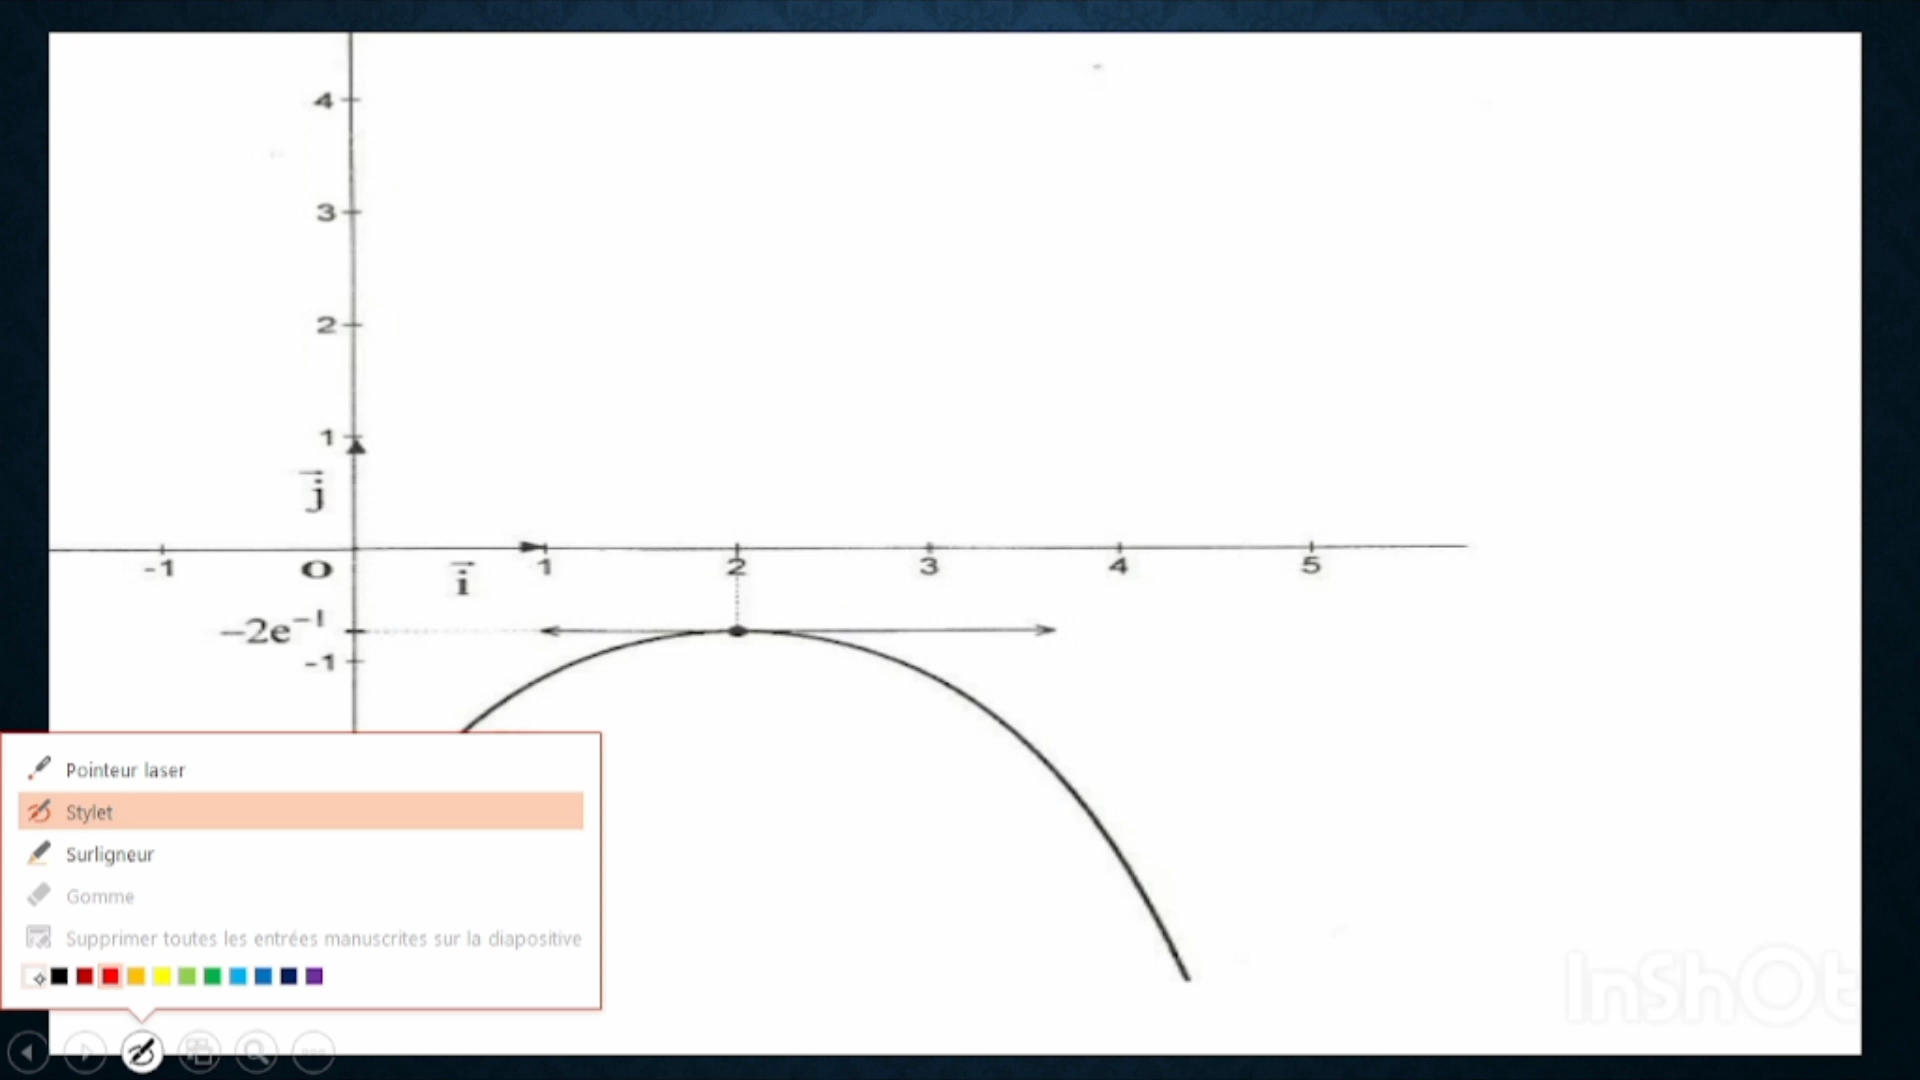 4
3
2
1
j
-1 O i 1 2 3 4 5
−2e⁻¹
-1
Pointeur laser
Stylet
Surligneur
Gomme
Supprimer toutes les entrées manuscrites sur la diapositive
InShOt